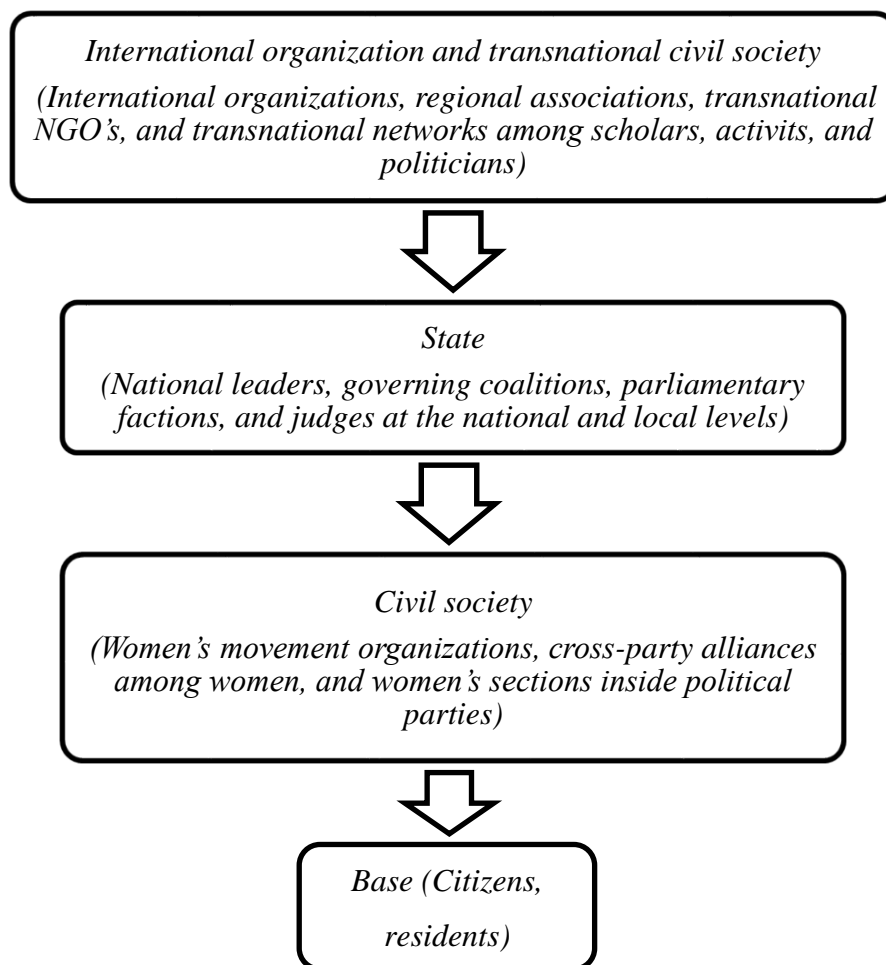 International organization and transnational civil society
(International organizations, regional associations, transnational
NGO’s, and transnational networks among scholars, activits, and
politicians)
State
(National leaders, governing coalitions, parliamentary
factions, and judges at the national and local levels)
Civil society
(Women’s movement organizations, cross-party alliances
among women, and women’s sections inside political
parties)
Base (Citizens,
residents)